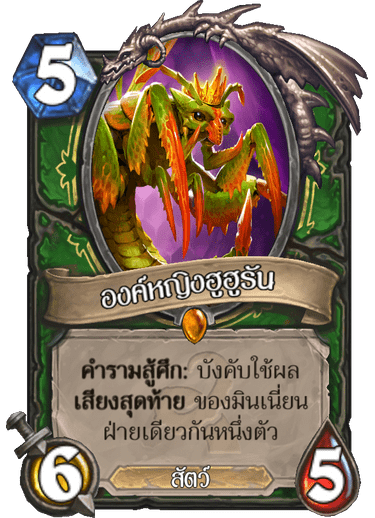 5
องค์หญิงฮูฮูรัน
คำรามสู้ศึก: บังคับใช้ผล
เสียงสุดท้าย ของมินเนี่ยน
ฝ่ายเดียวกันหนึ่งตัว
6
สัตว์
5